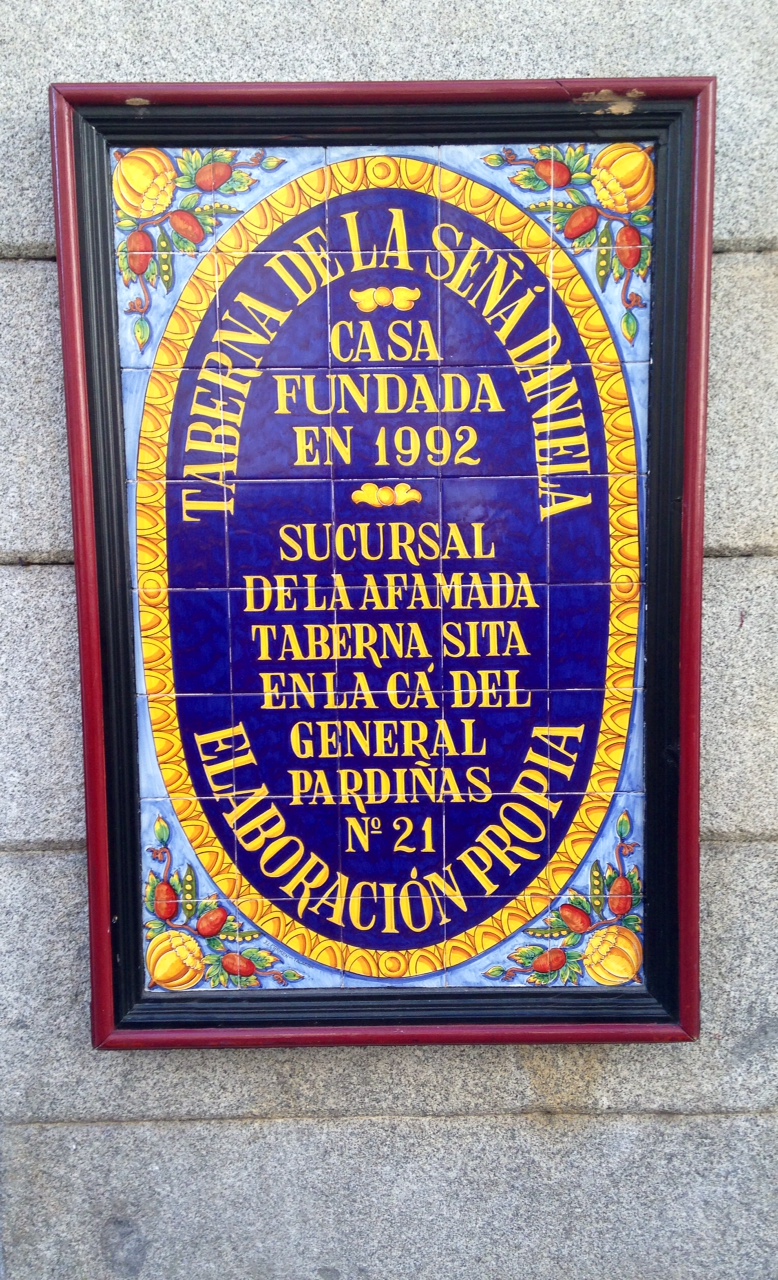 TABERNA DE LA SEÑÁ DANIELA
CASA
FUNDADA
EN 1992
SUCURSAL
DE LA AFAMADA
TABERNA SITA
EN LA CÁ DEL
GENERAL
PARDIÑAS
Nº 21
ELABORACIÓN PROPIA